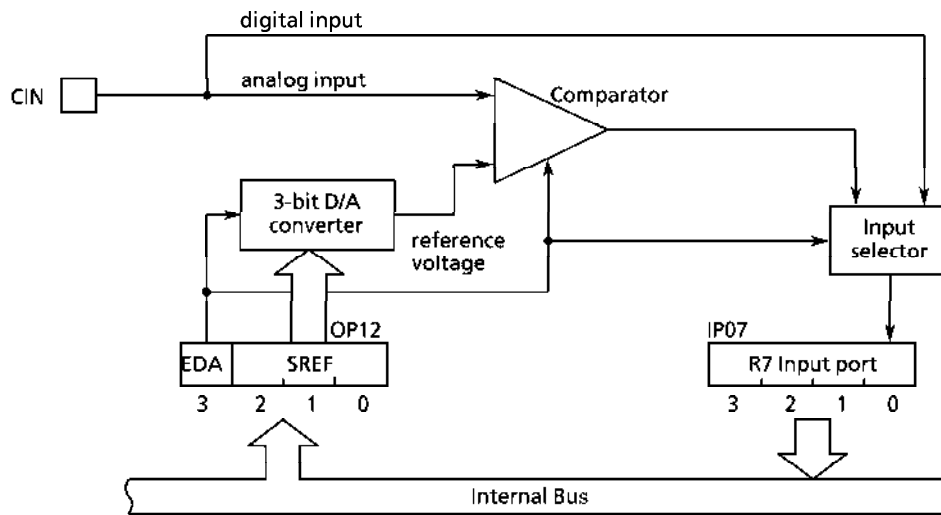 digital input
CIN
analog input
Comparator
3-bit D/A
converter
reference
voltage
Input
selector
OP12
IP07
EDA SREF
R7 Input port
3 2 1 0
3 2 1 0
Internal Bus